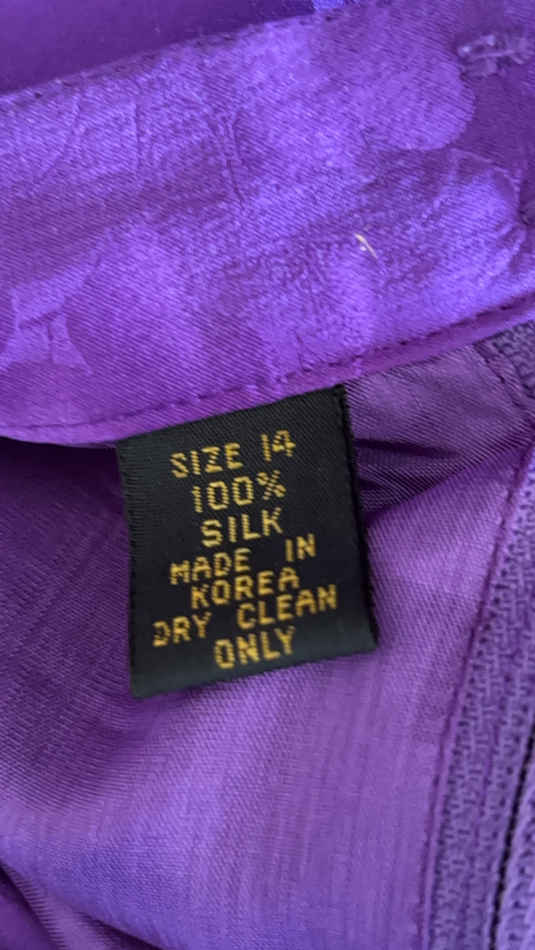 SIZE 14
100%
SILK
MADE IN
KOREA
DRY CLEAN
ONLY